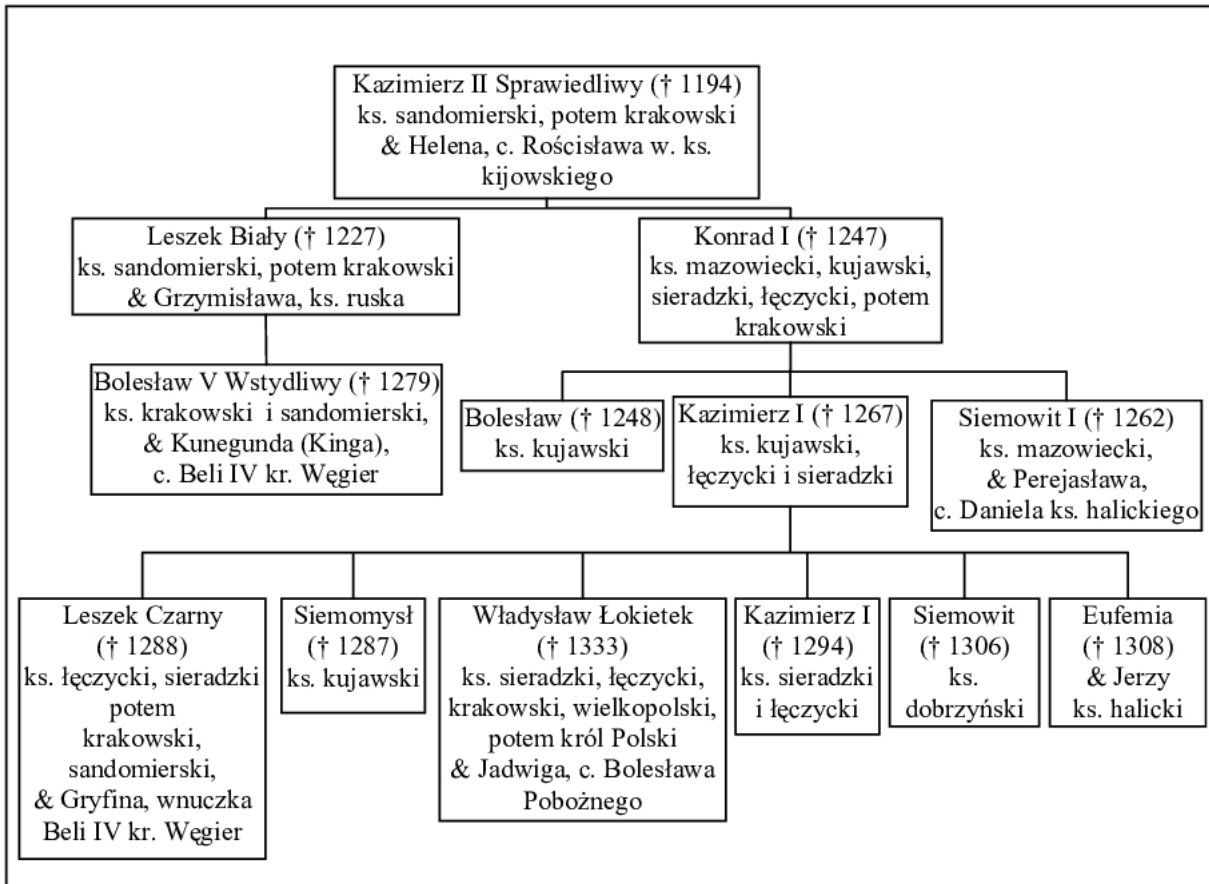 Kazimierz II Sprawiedliwy († 1194)
ks. sandomierski, potem krakowski
& Helena, c. Rościsława w. ks.
kijowskiego
Leszek Biały († 1227)
ks. sandomierski, potem krakowski
& Grzymisława, ks. ruska
Konrad I († 1247)
ks. mazowiecki, kujawski,
sieradzki, łęczycki, potem
krakowski
Bolesław V Wstydliwy († 1279)
ks. krakowski i sandomierski,
& Kunegunda (Kinga),
c. Beli IV kr. Węgier
Bolesław († 1248)
ks. kujawski
Kazimierz I († 1267)
ks. kujawski,
łęczycki i sieradzki
Siemowit I († 1262)
ks. mazowiecki,
& Perejasława,
c. Daniela ks. halickiego
Leszek Czarny
(† 1288)
ks. łęczycki, sieradzki
potem
krakowski,
sandomierski,
& Gryfina, wnuczka
Beli IV kr. Węgier
Siemomysł
(† 1287)
ks. kujawski
Władysław Łokietek
(† 1333)
ks. sieradzki, łęczycki,
krakowski, wielkopolski,
potem król Polski
& Jadwiga, c. Bolesława
Pobożnego
Kazimierz I
(† 1294)
ks. sieradzki
i łęczycki
Siemowit
(† 1306)
ks.
dobrzyński
Eufemia
(† 1308)
& Jerzy
ks. halicki